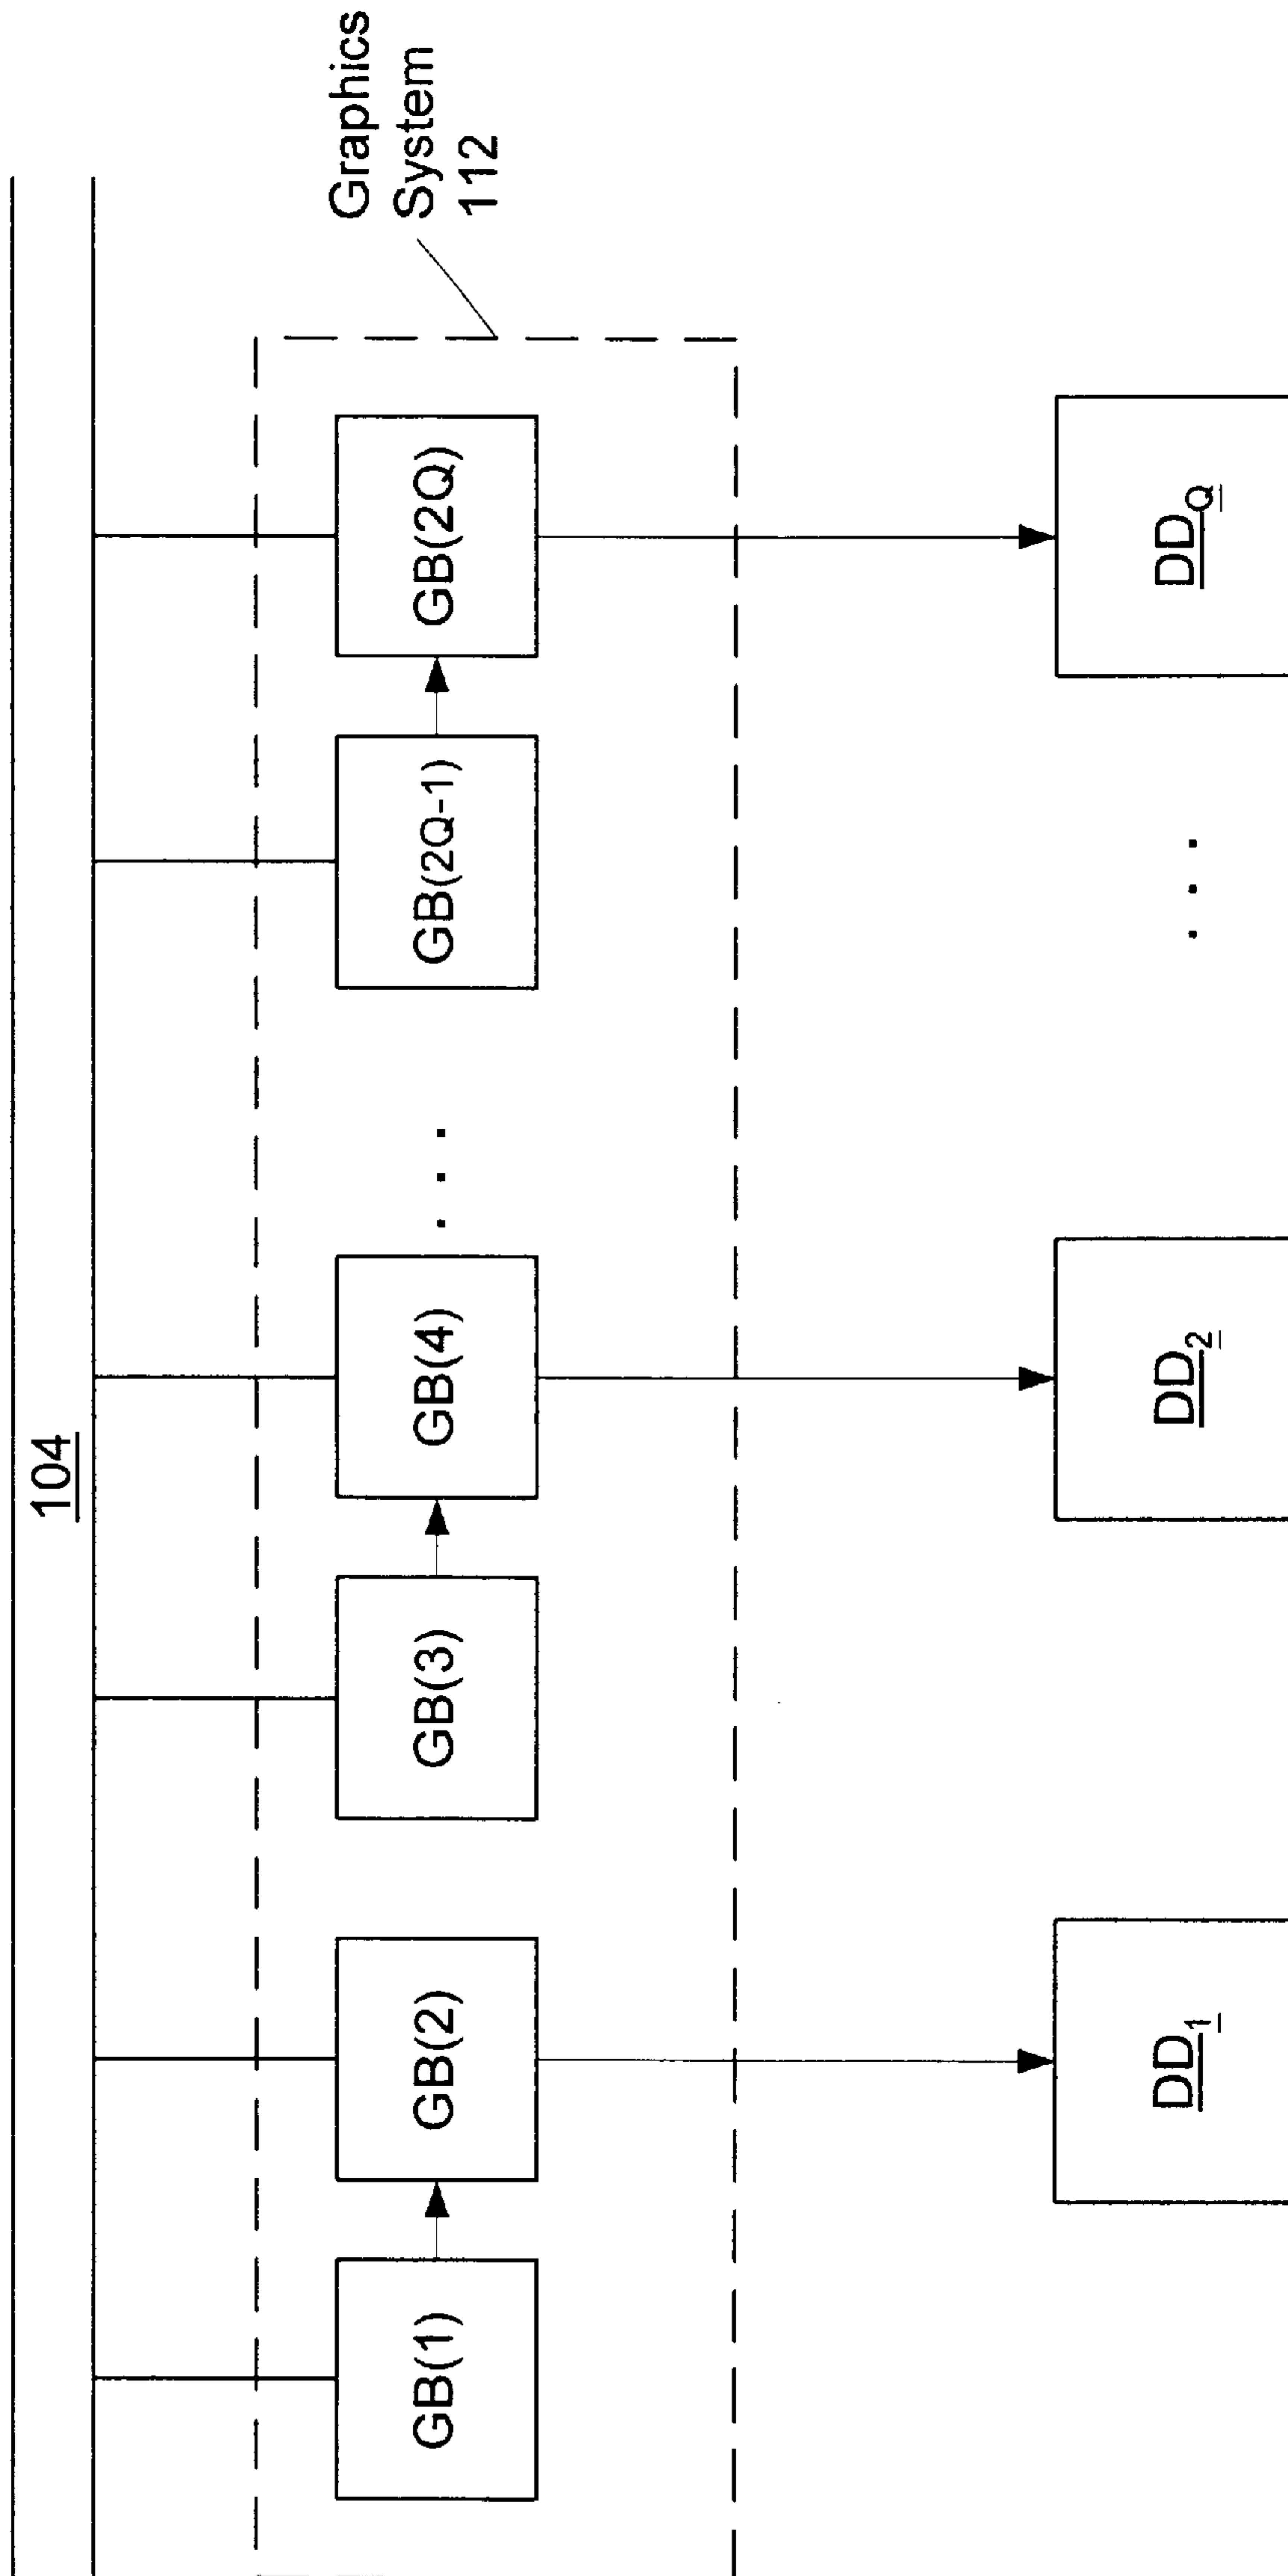 104
Graphics
System
112
GB(1)
GB(2)
GB(3)
GB(4)
. . .
GB(2Q-1)
GB(2Q)
DD1
DD2
. . .
DDQ